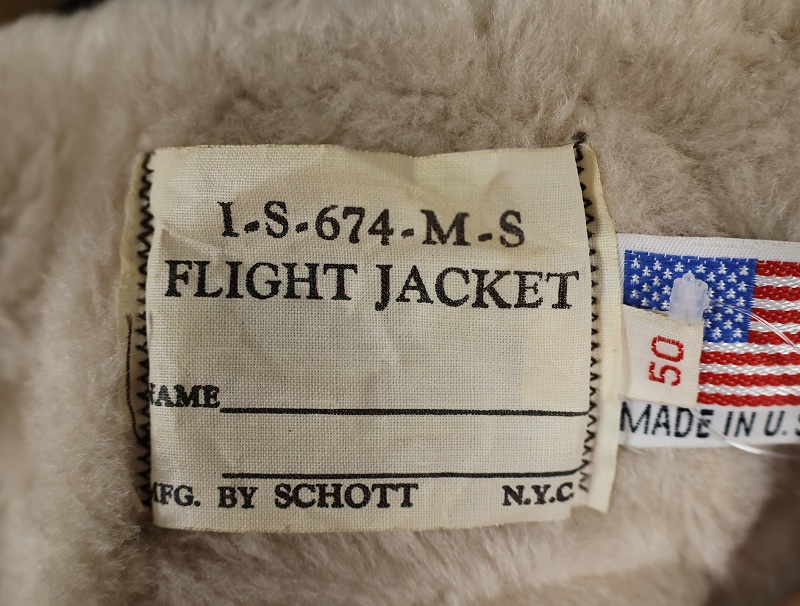 I-S-674-M-S
FLIGHT JACKET
NAME
MFG. BY SCHOTT N.Y.C
50
MADE IN U.S